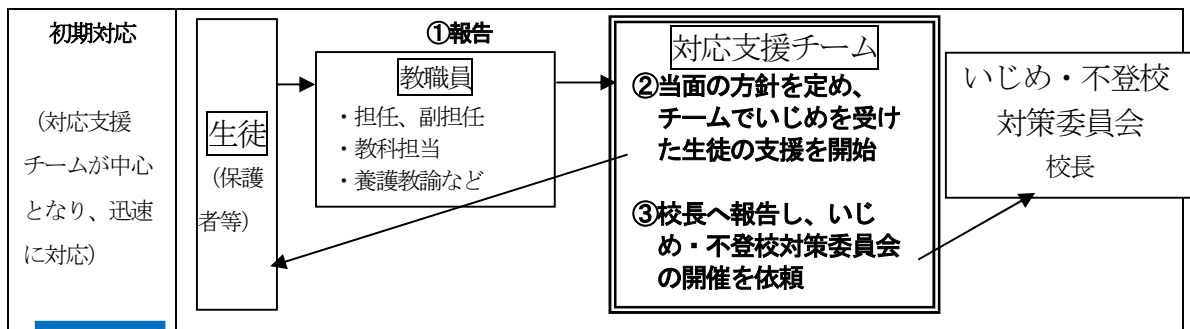 初期対応
(対応支援
チームが中心
となり、迅速
に対応)
生徒
(保護
者等)
①報告
教職員
・担任、副担任
・教科担当
・養護教諭など
対応支援チーム
②当面の方針を定め、
チームでいじめを受け
た生徒の支援を開始
③校長へ報告し、いじ
め・不登校対策委員会
の開催を依頼
いじめ・不登校
対策委員会
校長